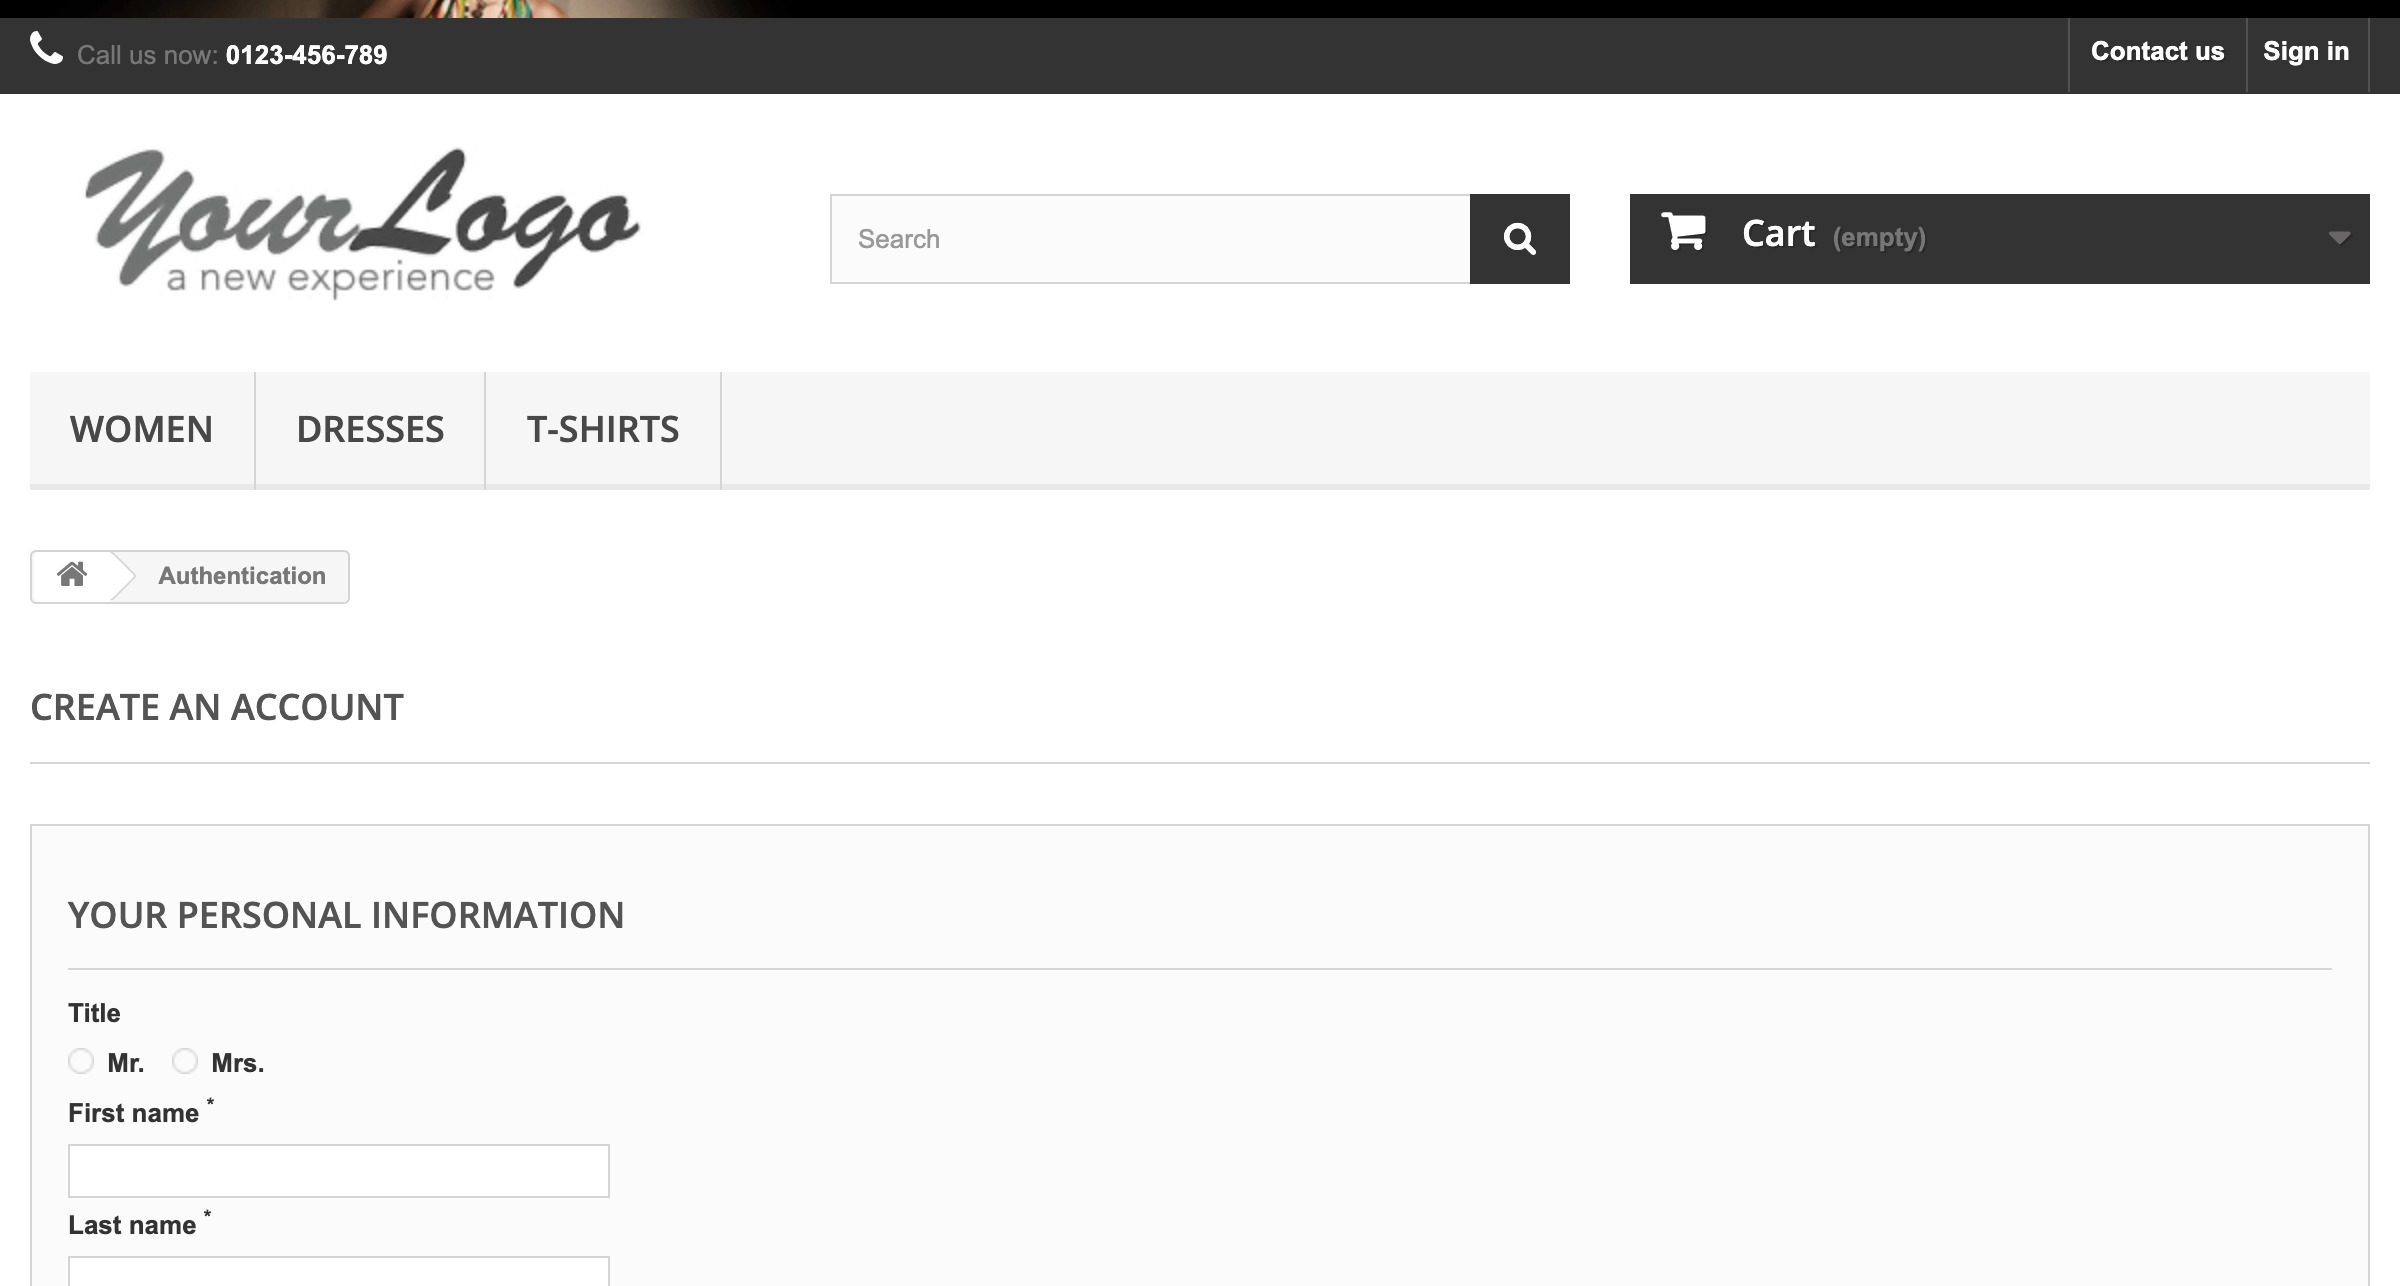 Call us now: 0123-456-789
Contact us
Sign in
YourLogo
a new experience
Search
Cart (empty)
WOMEN
DRESSES
T-SHIRTS
Authentication
CREATE AN ACCOUNT
YOUR PERSONAL INFORMATION
Title
Mr.
Mrs.
First name *
Last name *